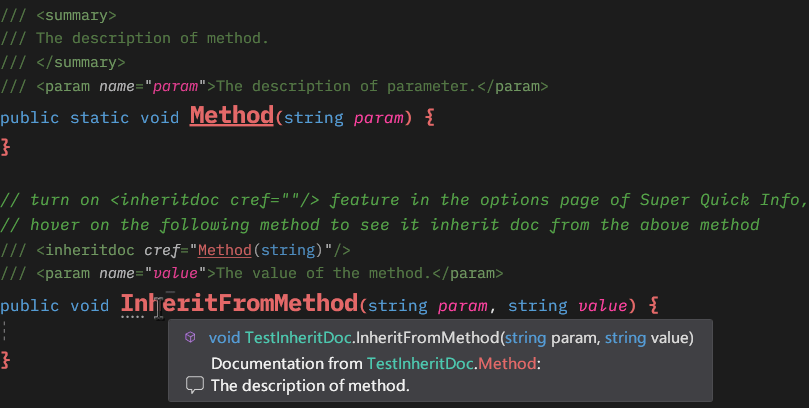 /// <summary>
/// The description of method.
/// </summary>
/// <param name="param">The description of parameter.</param>
public static void Method(string param) {
}
// turn on <inheritdoc cref=""/> feature in the options page of Super Quick Info,
// hover on the following method to see it inherit doc from the above method
/// <inheritdoc cref="Method(string)"/>
/// <param name="value">The value of the method.</param>
public void InheritFromMethod(string param, string value) {
void TestInheritDoc.InheritFromMethod(string param, string value)
}
Documentation from TestInheritDoc.Method:
The description of method.